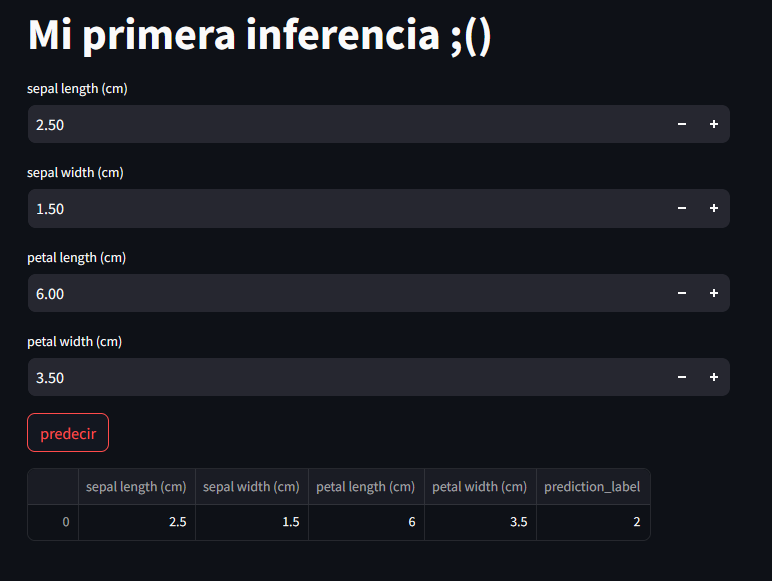 Mi primera inferencia ;()
sepal length (cm)
2.50 − +
sepal width (cm)
1.50 − +
petal length (cm)
6.00 − +
petal width (cm)
3.50 − +
predecir
sepal length (cm) sepal width (cm) petal length (cm) petal width (cm) prediction_label
0 2.5 1.5 6 3.5 2